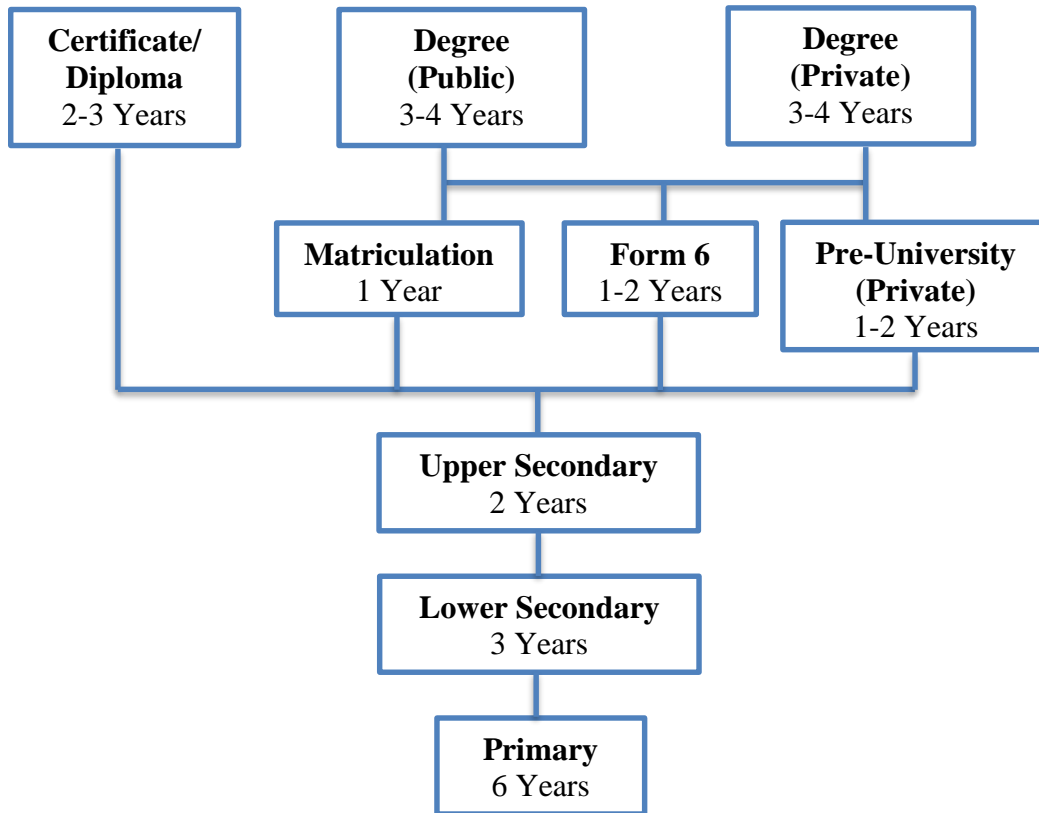 Certificate/
Diploma
2-3 Years
Degree
(Public)
3-4 Years
Degree
(Private)
3-4 Years
Matriculation
1 Year
Form 6
1-2 Years
Pre-University
(Private)
1-2 Years
Upper Secondary
2 Years
Lower Secondary
3 Years
Primary
6 Years